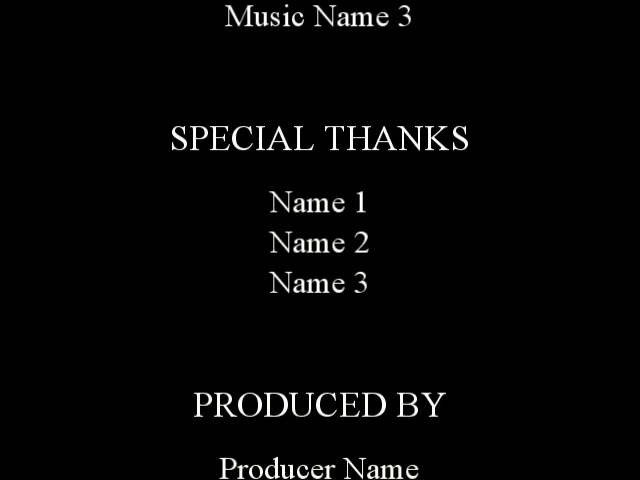 Music Name 3
SPECIAL THANKS
Name 1
Name 2
Name 3
PRODUCED BY
Producer Name